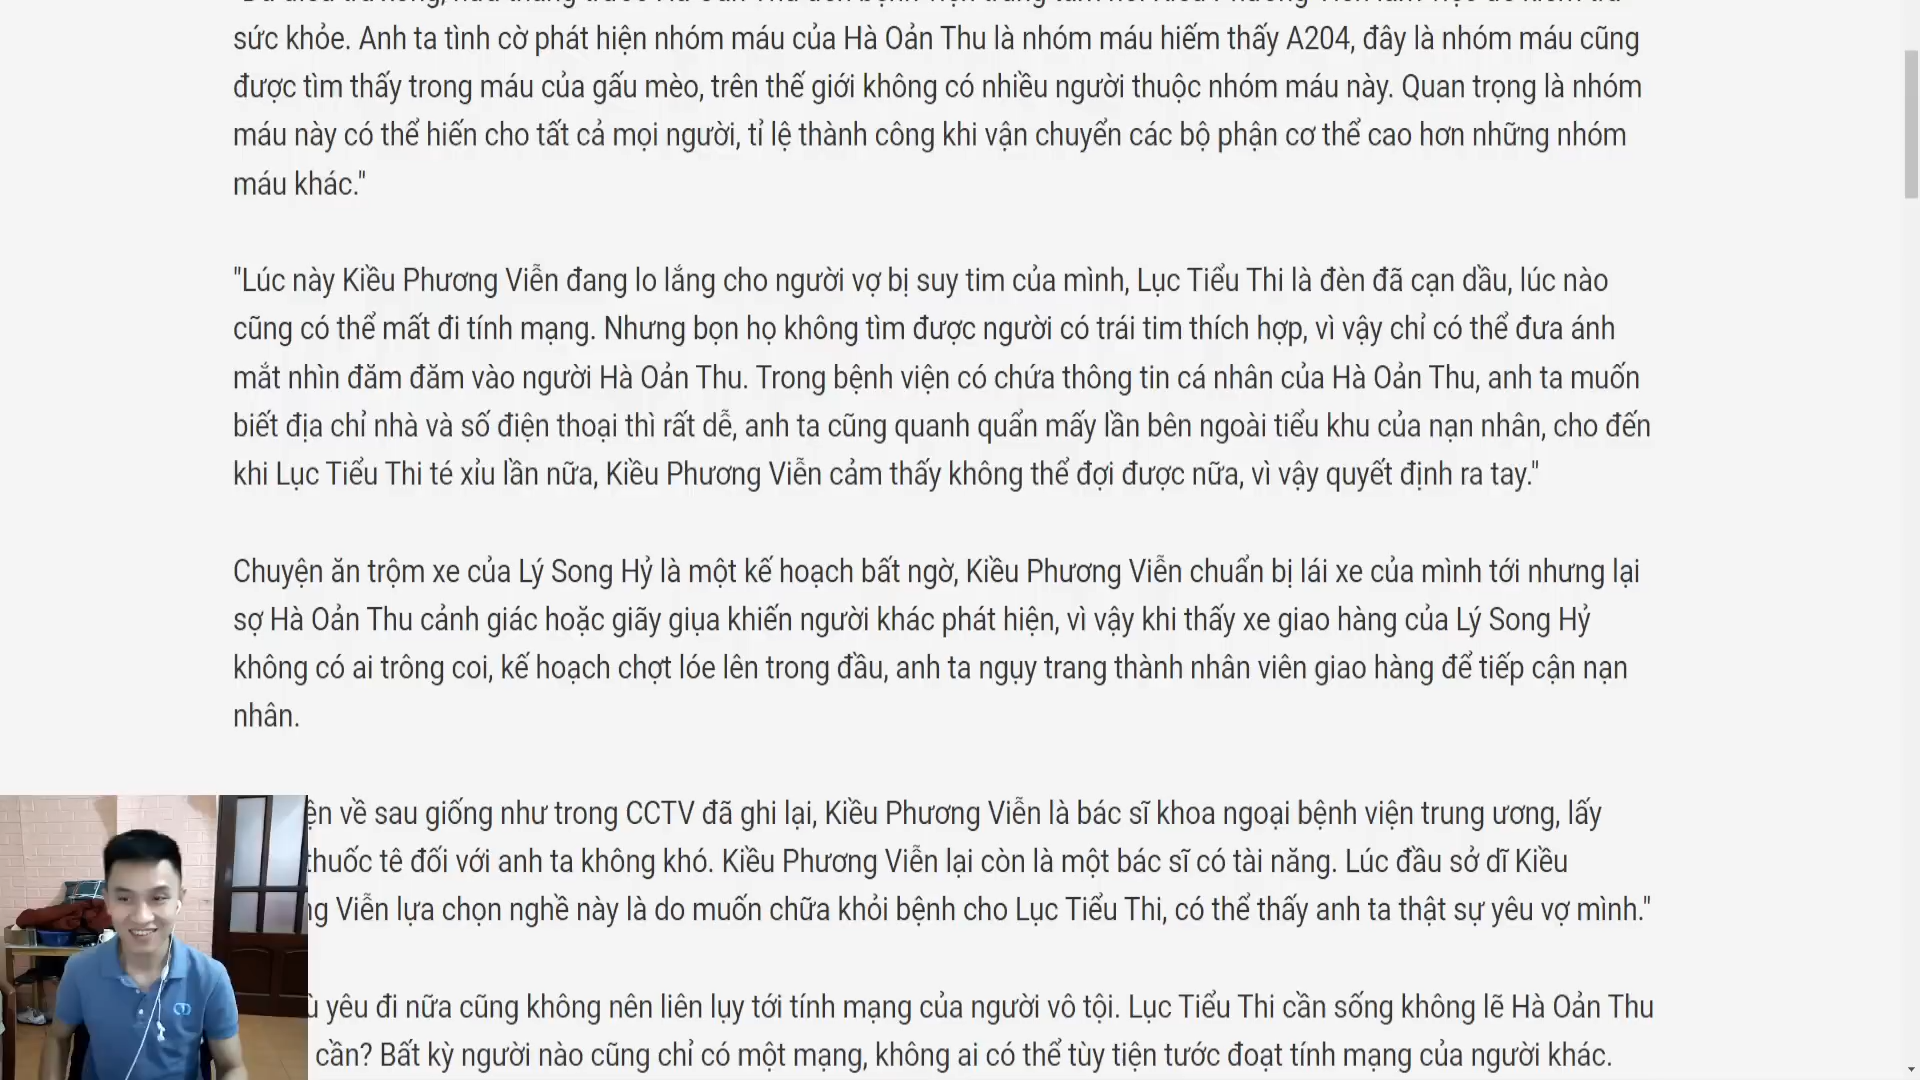 sức khỏe. Anh ta tình cờ phát hiện nhóm máu của Hà Oản Thu là nhóm máu hiếm thấy A204, đây là nhóm máu cũng
được tìm thấy trong máu của gấu mèo, trên thế giới không có nhiều người thuộc nhóm máu này. Quan trọng là nhóm
máu này có thể hiến cho tất cả mọi người, tỉ lệ thành công khi vận chuyển các bộ phận cơ thể cao hơn những nhóm
máu khác."
"Lúc này Kiều Phương Viễn đang lo lắng cho người vợ bị suy tim của mình, Lục Tiểu Thi là đèn đã cạn dầu, lúc nào
cũng có thể mất đi tính mạng. Nhưng bọn họ không tìm được người có trái tim thích hợp, vì vậy chỉ có thể đưa ánh
mắt nhìn đăm đăm vào người Hà Oản Thu. Trong bệnh viện có chứa thông tin cá nhân của Hà Oản Thu, anh ta muốn
biết địa chỉ nhà và số điện thoại thì rất dễ, anh ta cũng quanh quẩn mấy lần bên ngoài tiểu khu của nạn nhân, cho đến
khi Lục Tiểu Thi té xỉu lần nữa, Kiều Phương Viễn cảm thấy không thể đợi được nữa, vì vậy quyết định ra tay."
Chuyện ăn trộm xe của Lý Song Hỷ là một kế hoạch bất ngờ, Kiều Phương Viễn chuẩn bị lái xe của mình tới nhưng lại
sợ Hà Oản Thu cảnh giác hoặc giãy giụa khiến người khác phát hiện, vì vậy khi thấy xe giao hàng của Lý Song Hỷ
không có ai trông coi, kế hoạch chợt lóe lên trong đầu, anh ta ngụy trang thành nhân viên giao hàng để tiếp cận nạn
nhân.
về sau giống như trong CCTV đã ghi lại, Kiều Phương Viễn là bác sĩ khoa ngoại bệnh viện trung ương, lấy
thuốc tê đối với anh ta không khó. Kiều Phương Viễn lại còn là một bác sĩ có tài năng. Lúc đầu sở dĩ Kiều
Viễn lựa chọn nghề này là do muốn chữa khỏi bệnh cho Lục Tiểu Thi, có thể thấy anh ta thật sự yêu vợ mình."
yêu đi nữa cũng không nên liên lụy tới tính mạng của người vô tội. Lục Tiểu Thi cần sống không lẽ Hà Oản Thu
cần? Bất kỳ người nào cũng chỉ có một mạng, không ai có thể tùy tiện tước đoạt tính mạng của người khác.